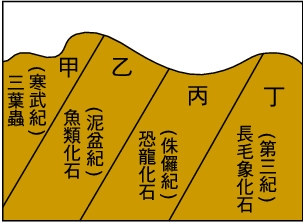 甲
乙
丙
丁
(寒武紀)
三葉蟲
(泥盆紀)
魚類化石
(侏儸紀)
恐龍化石
(第三紀)
長毛象化石